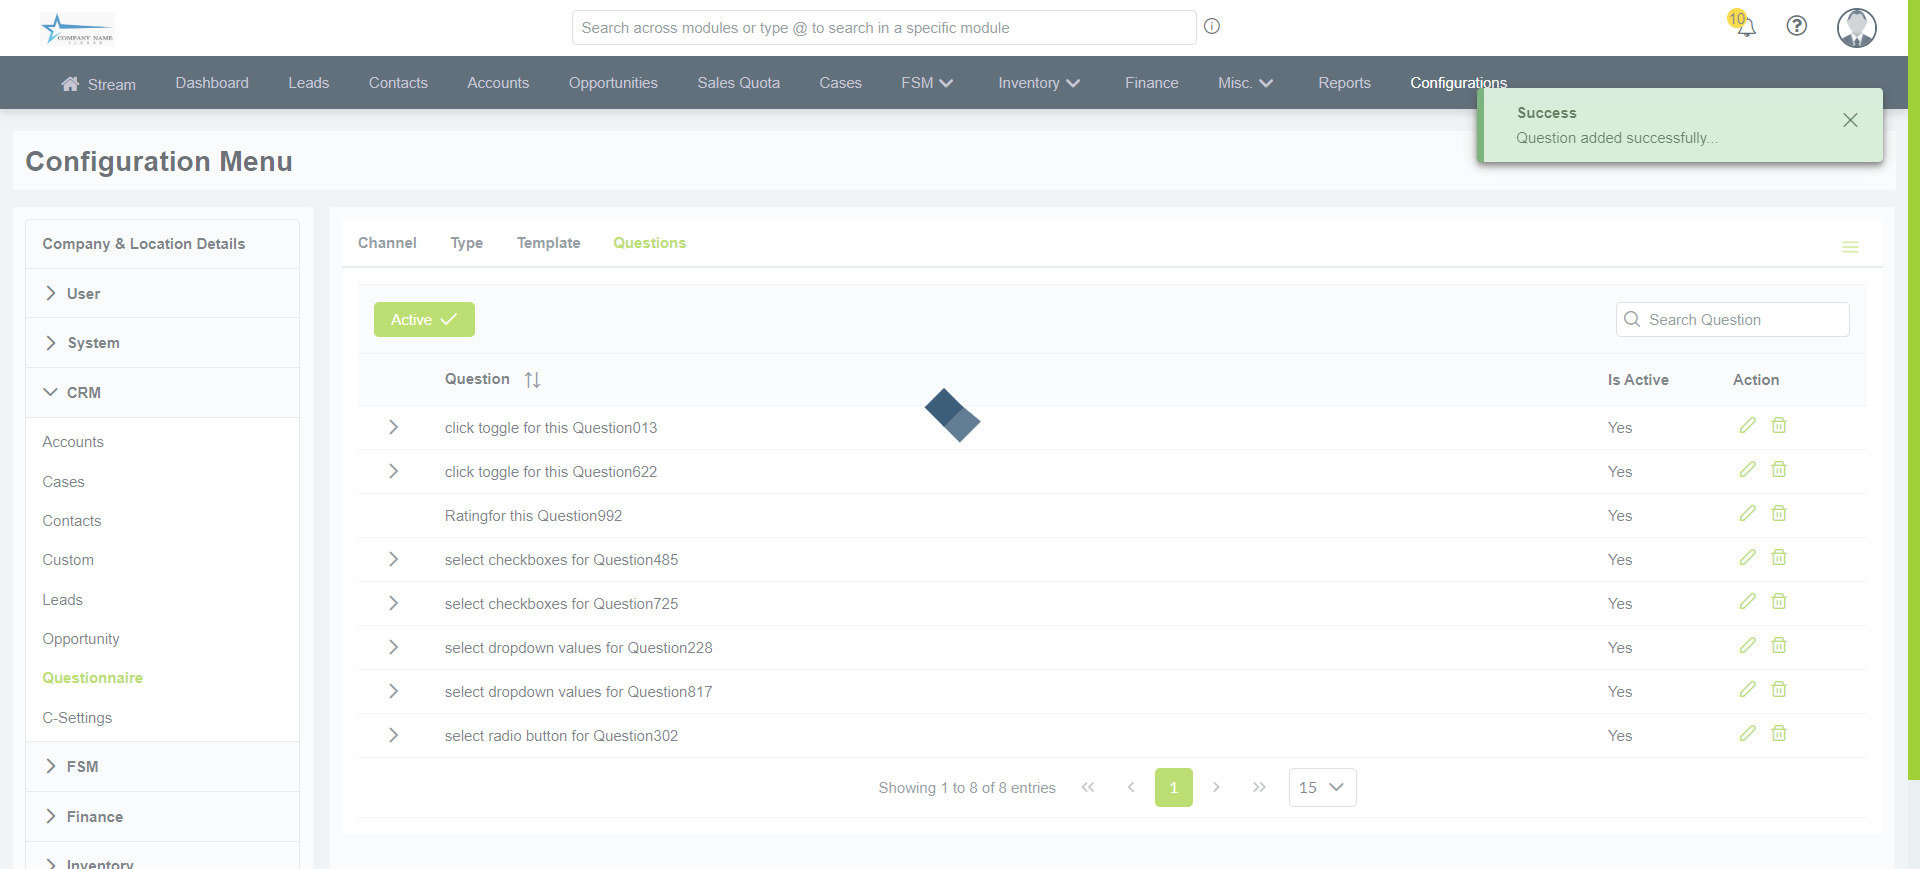 COMPANY NAME
Search across modules or type @ to search in a specific module
10
Stream Dashboard Leads Contacts Accounts Opportunities Sales Quota Cases FSM Inventory Finance Misc. Reports Configurations
Success
Question added successfully...
Configuration Menu
Company & Location Details
User
System
CRM
Accounts
Cases
Contacts
Custom
Leads
Opportunity
Questionnaire
C-Settings
FSM
Finance
Inventory
Channel Type Template Questions
Active
Search Question
Question Is Active Action
click toggle for this Question013 Yes
click toggle for this Question622 Yes
Ratingfor this Question992 Yes
select checkboxes for Question485 Yes
select checkboxes for Question725 Yes
select dropdown values for Question228 Yes
select dropdown values for Question817 Yes
select radio button for Question302 Yes
Showing 1 to 8 of 8 entries 1 15